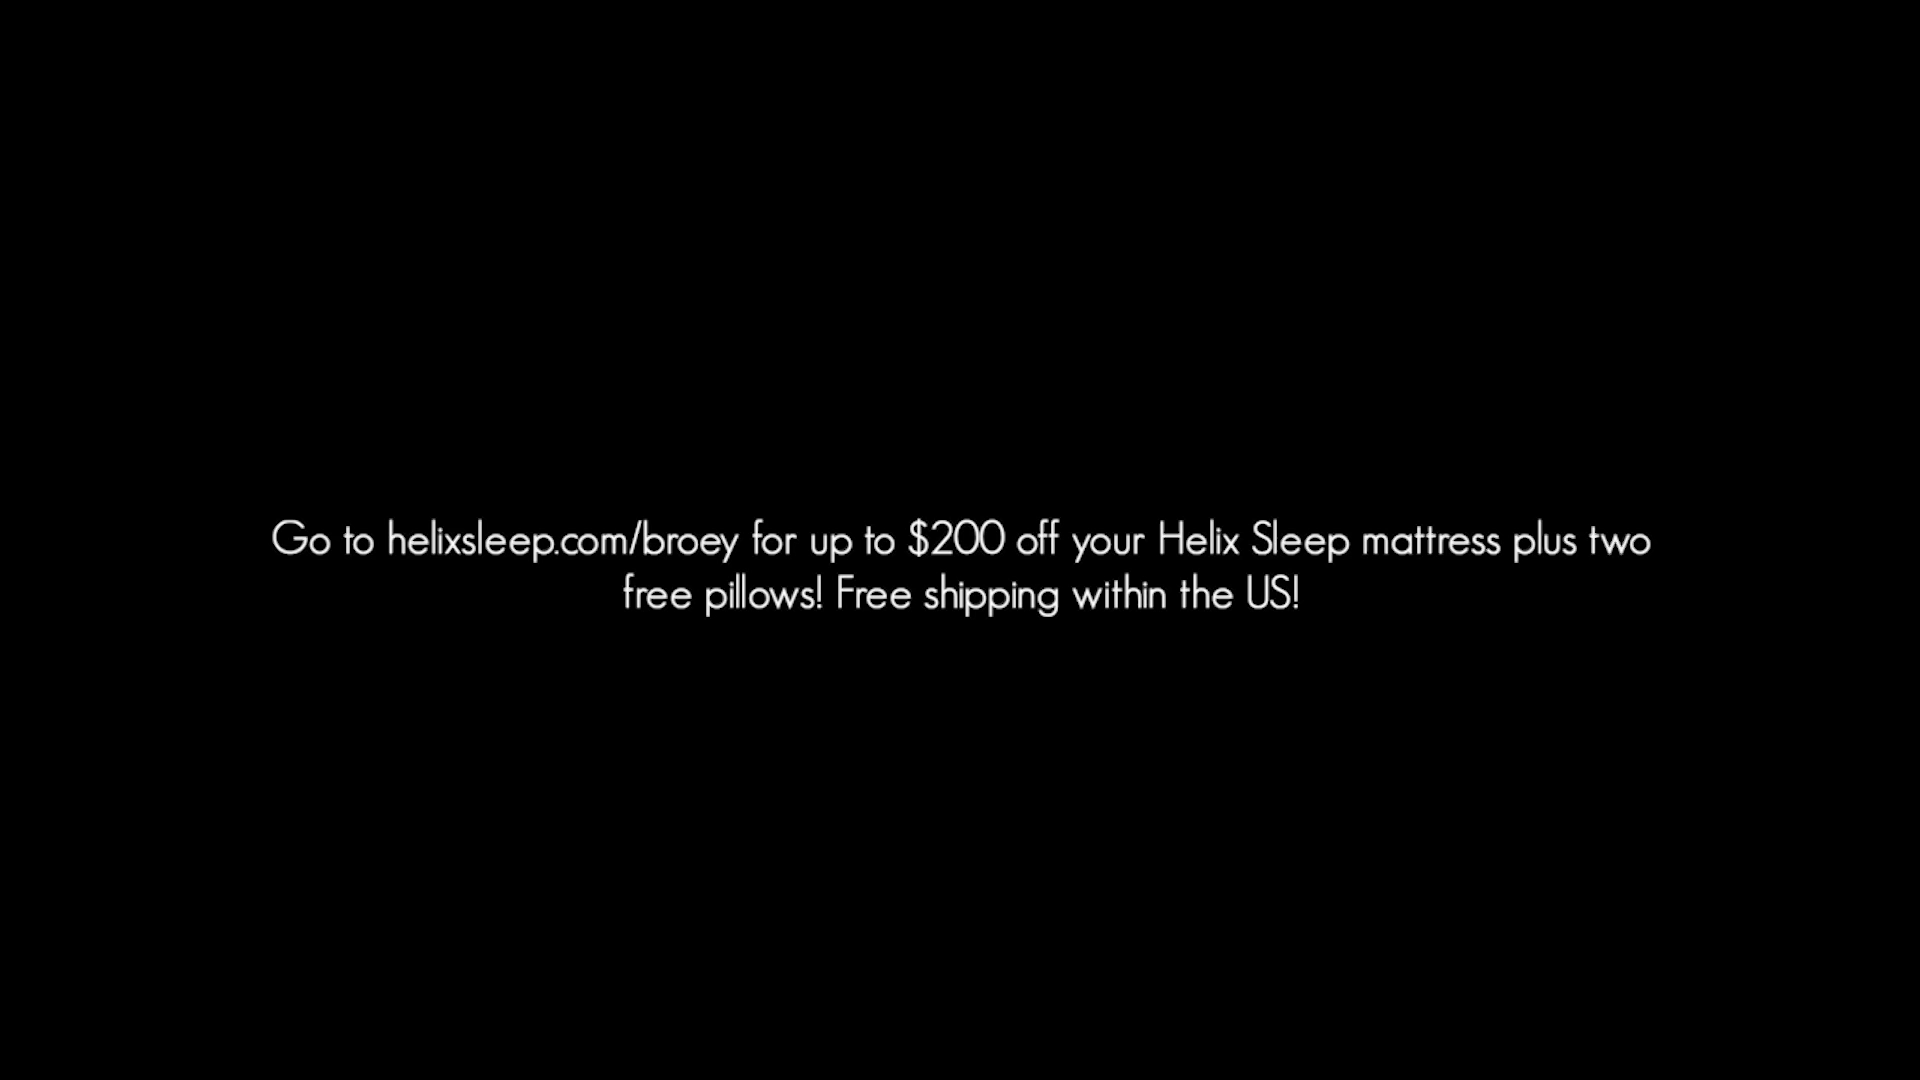 Go to helixsleep.com/broey for up to $200 off your Helix Sleep mattress plus two
free pillows! Free shipping within the US!